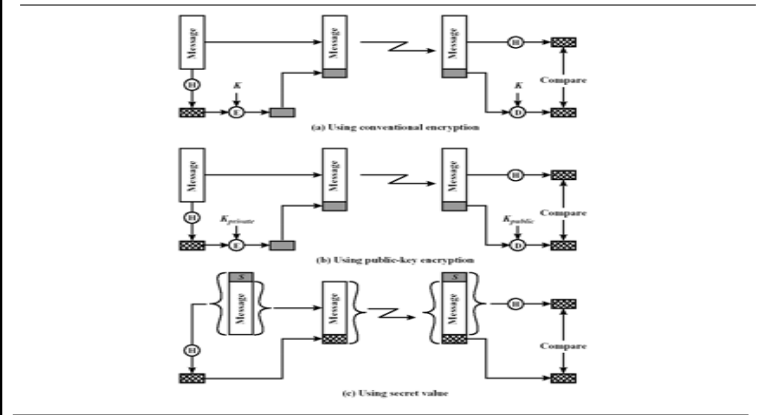 Message
Message
Message
H
H
K
K
Compare
E
D
(a) Using conventional encryption
Message
Message
Message
H
H
K private
K public
Compare
E
D
(b) Using public-key encryption
S
S
Message
Message
Message
H
H
Compare
(c) Using secret value